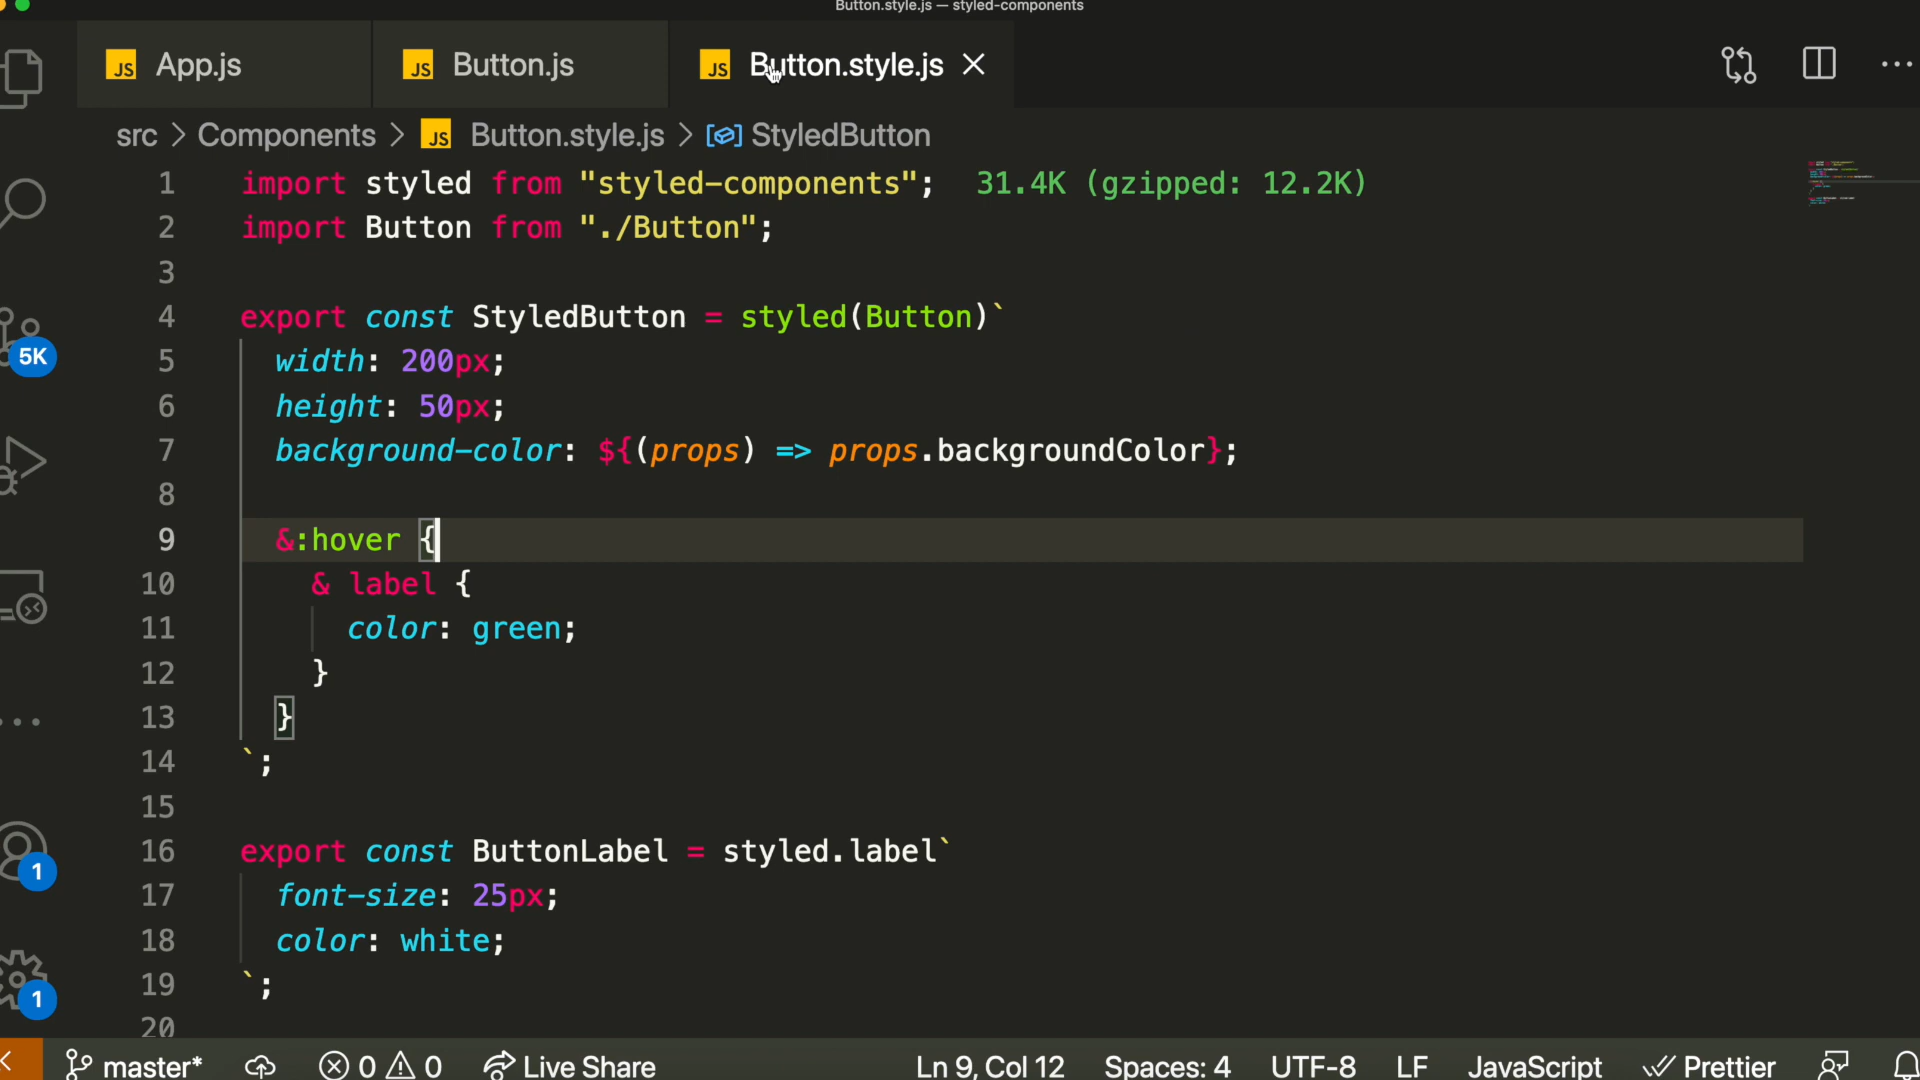 Button.style.js — styled-components
JS App.js JS Button.js JS Button.style.js
src > Components > JS Button.style.js > StyledButton
1 import styled from "styled-components"; 31.4K (gzipped: 12.2K)
2 import Button from "./Button";
3
4 export const StyledButton = styled(Button)`
5 width: 200px;
6 height: 50px;
7 background-color: ${(props) => props.backgroundColor};
8
9 &:hover {
10 & label {
11 color: green;
12 }
13 }
14 `;
15
16 export const ButtonLabel = styled.label`
17 font-size: 25px;
18 color: white;
19 `;
20
5K
1
1
master* 0 0 Live Share Ln 9, Col 12 Spaces: 4 UTF-8 LF JavaScript Prettier